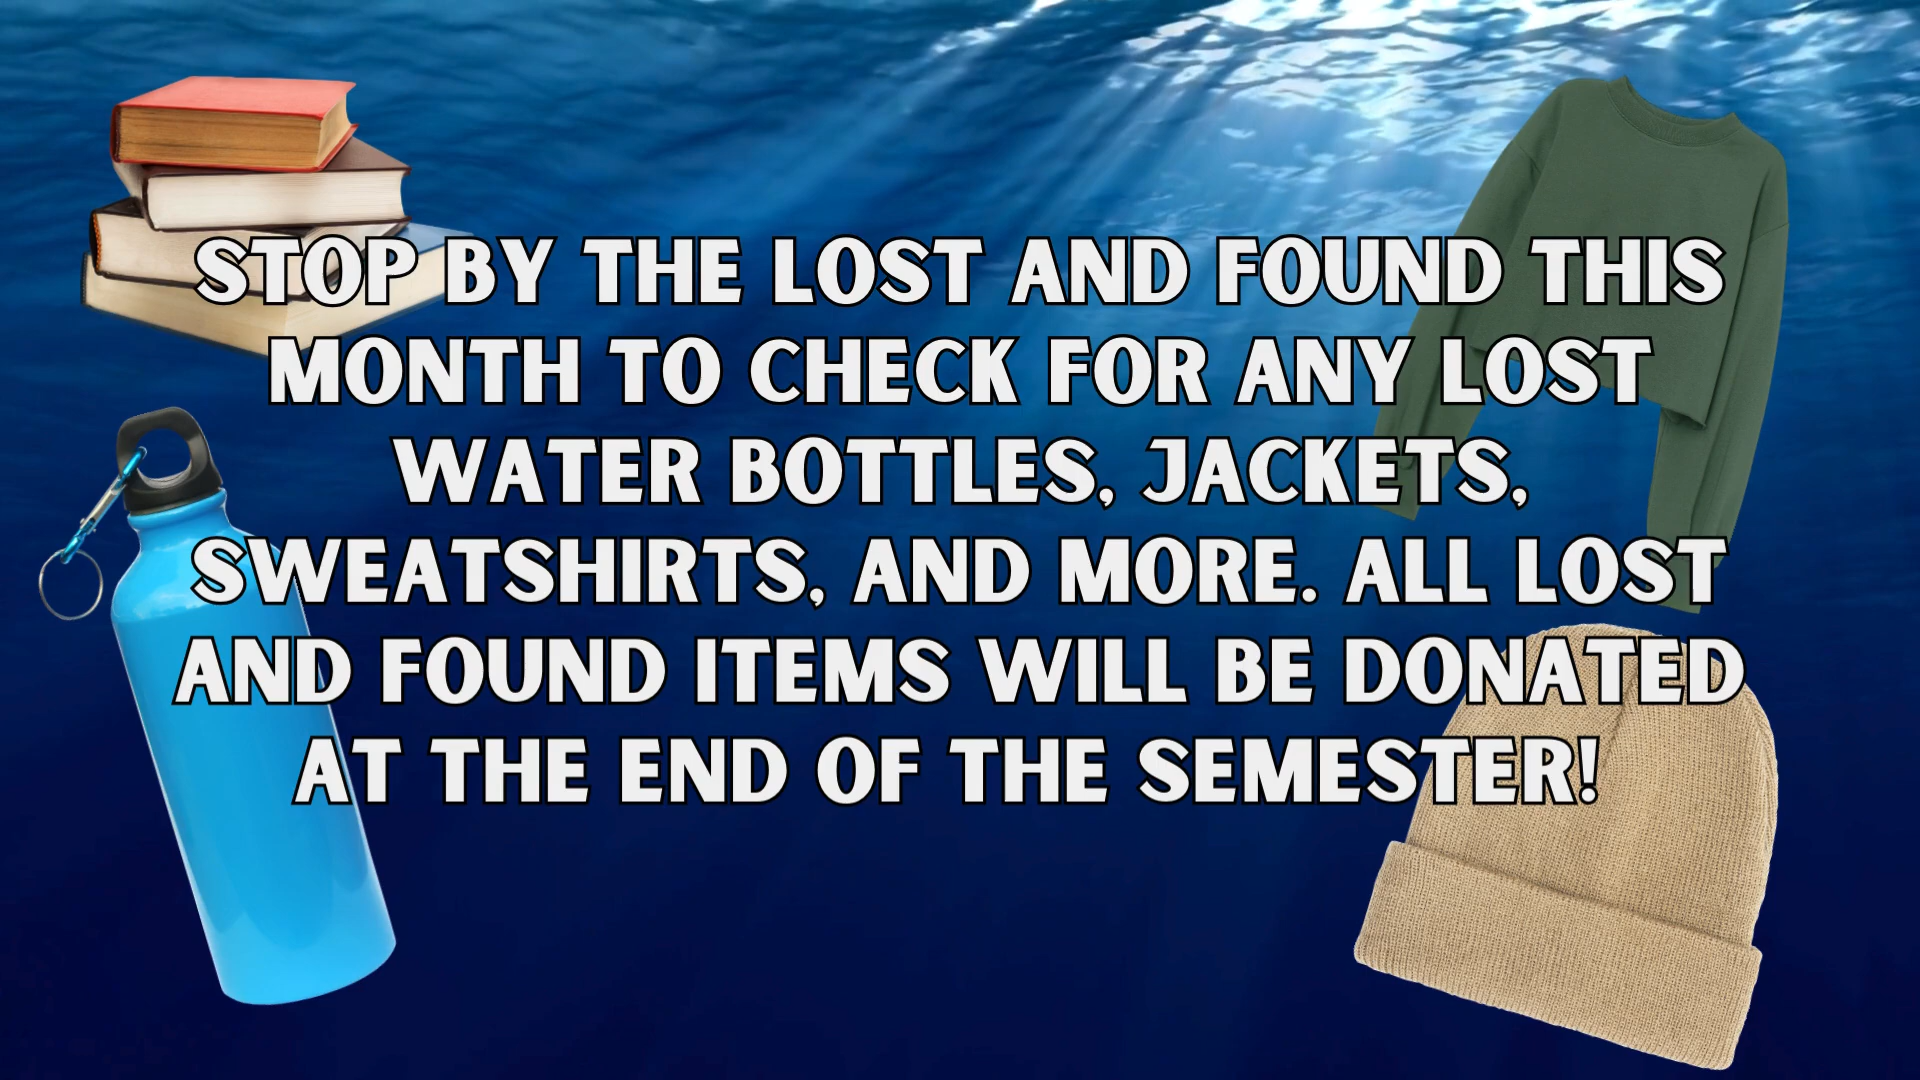 STOP BY THE LOST AND FOUND THIS
MONTH TO CHECK FOR ANY LOST
WATER BOTTLES, JACKETS,
SWEATSHIRTS, AND MORE. ALL LOST
AND FOUND ITEMS WILL BE DONATED
AT THE END OF THE SEMESTER!